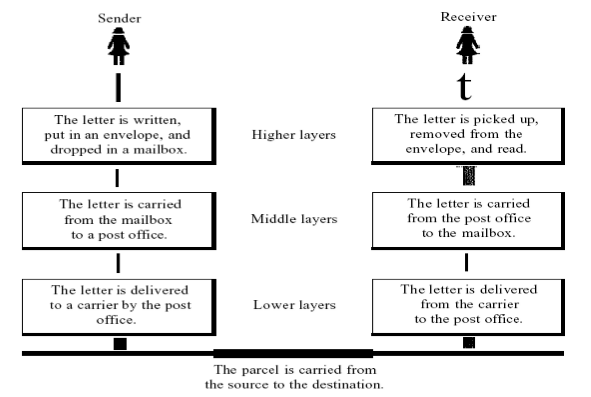 Sender
Receiver
t
The letter is written,
put in an envelope, and
dropped in a mailbox.
Higher layers
The letter is picked up,
removed from the
envelope, and read.
The letter is carried
from the mailbox
to a post office.
Middle layers
The letter is carried
from the post office
to the mailbox.
The letter is delivered
to a carrier by the post
office.
Lower layers
The letter is delivered
from the carrier
to the post office.
The parcel is carried from
the source to the destination.